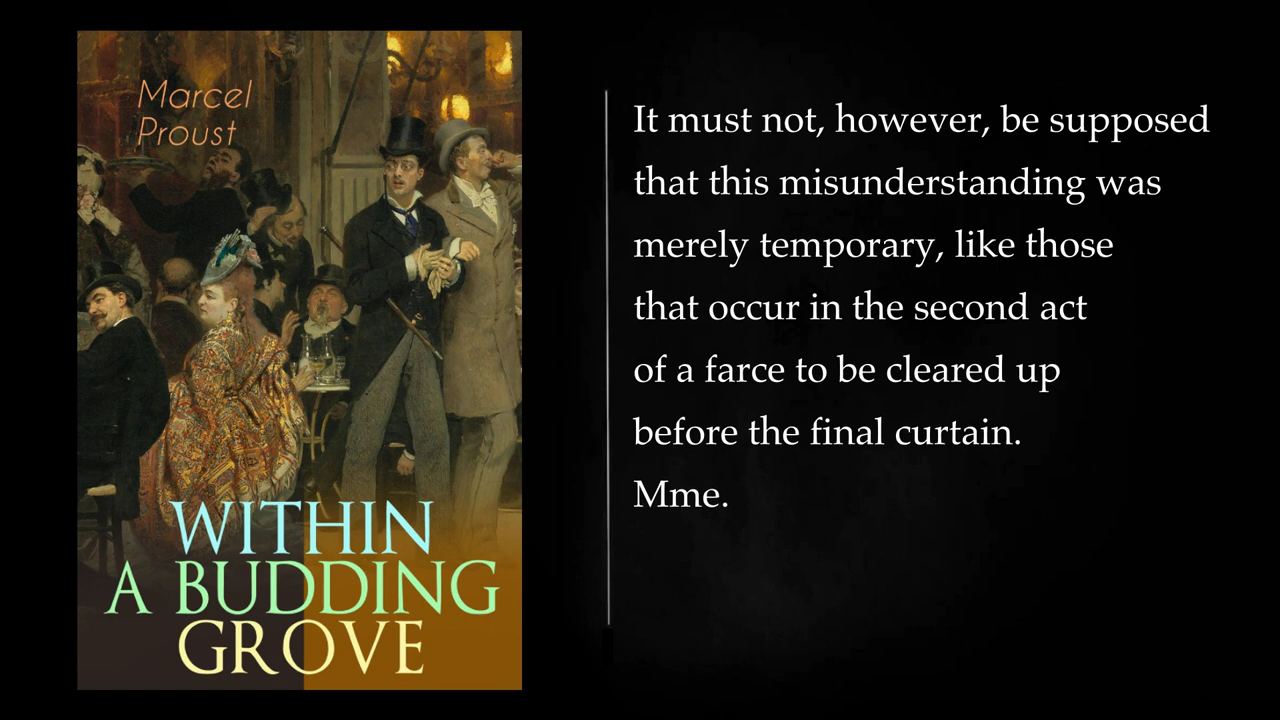 Marcel
Proust
WITHIN
A BUDDING
GROVE
It must not, however, be supposed
that this misunderstanding was
merely temporary, like those
that occur in the second act
of a farce to be cleared up
before the final curtain.
Mme.